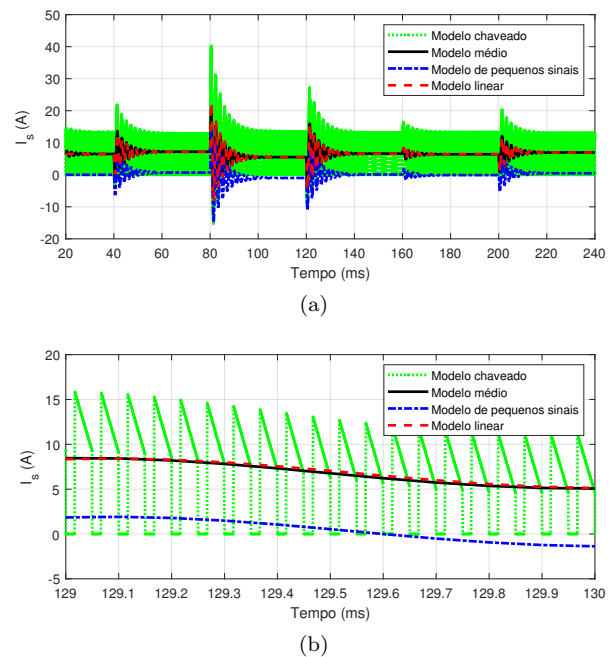 50
40
30
20
10
0
-10
-20
I_s (A)
Modelo chaveado
Modelo médio
Modelo de pequenos sinais
Modelo linear
20 40 60 80 100 120 140 160 180 200 220 240
Tempo (ms)
(a)
20
15
10
5
0
-5
I_s (A)
Modelo chaveado
Modelo médio
Modelo de pequenos sinais
Modelo linear
129 129.1 129.2 129.3 129.4 129.5 129.6 129.7 129.8 129.9 130
Tempo (ms)
(b)